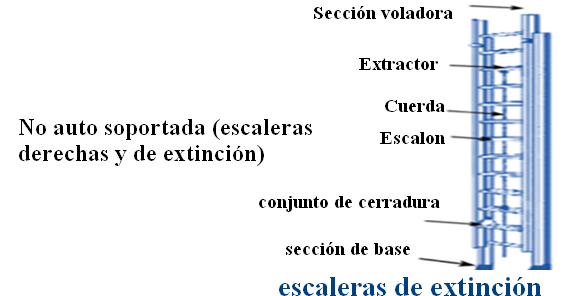 Sección voladora
Extractor
Cuerda
No auto soportada (escaleras
derechas y de extinción)
Escalon
conjunto de cerradura
sección de base
escaleras de extinción